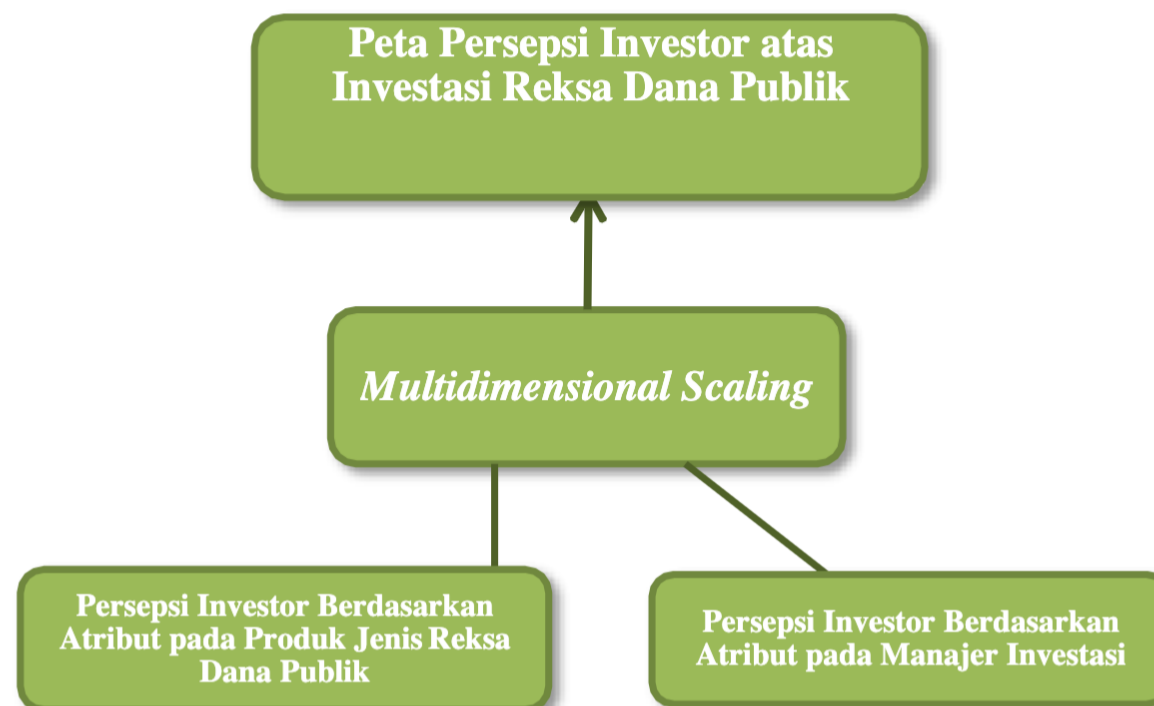 Peta Persepsi Investor atas
Investasi Reksa Dana Publik
Multidimensional Scaling
Persepsi Investor Berdasarkan
Atribut pada Produk Jenis Reksa
Dana Publik
Persepsi Investor Berdasarkan
Atribut pada Manajer Investasi